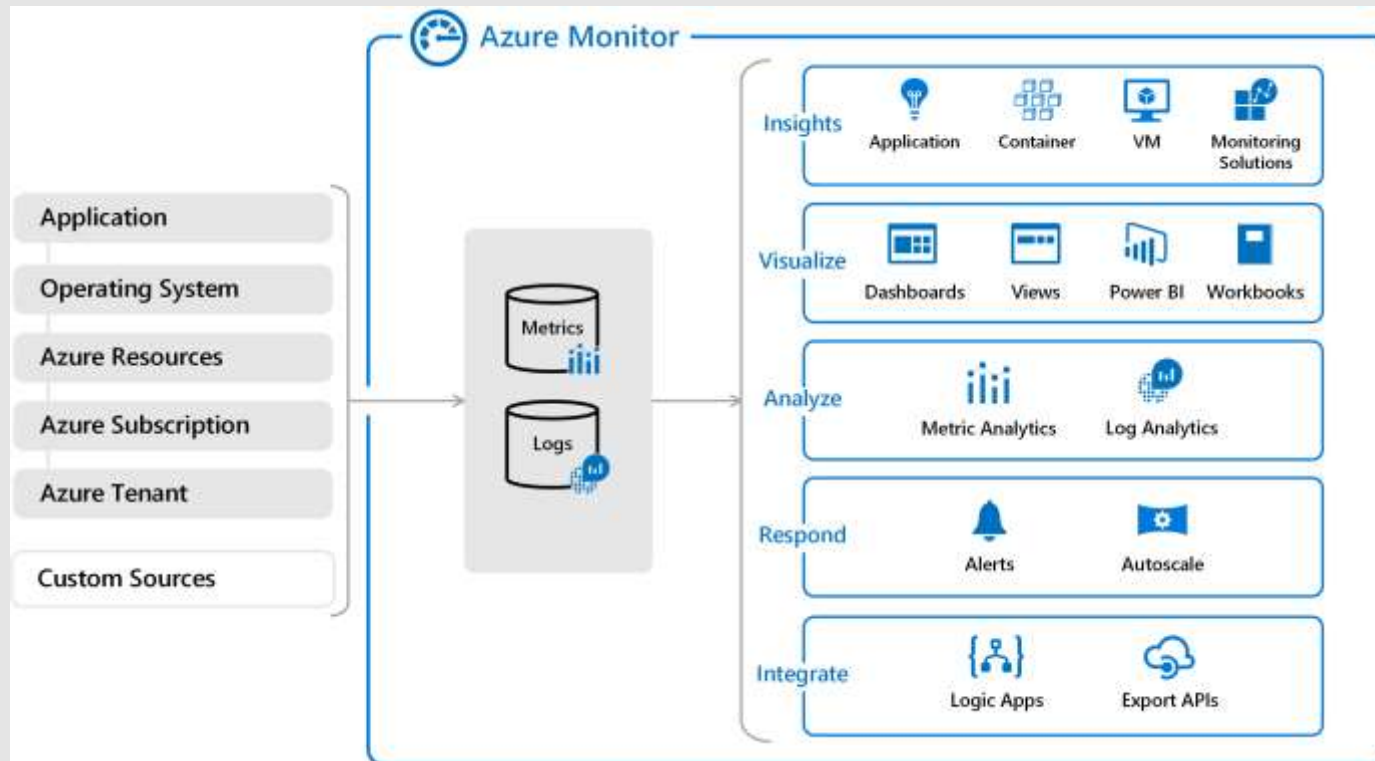 Azure Monitor
Application
Operating System
Azure Resources
Azure Subscription
Azure Tenant
Custom Sources
Metrics
Logs
Insights
Application
Container
VM
Monitoring
Solutions
Visualize
Dashboards
Views
Power BI
Workbooks
Analyze
Metric Analytics
Log Analytics
Respond
Alerts
Autoscale
Integrate
Logic Apps
Export APIs